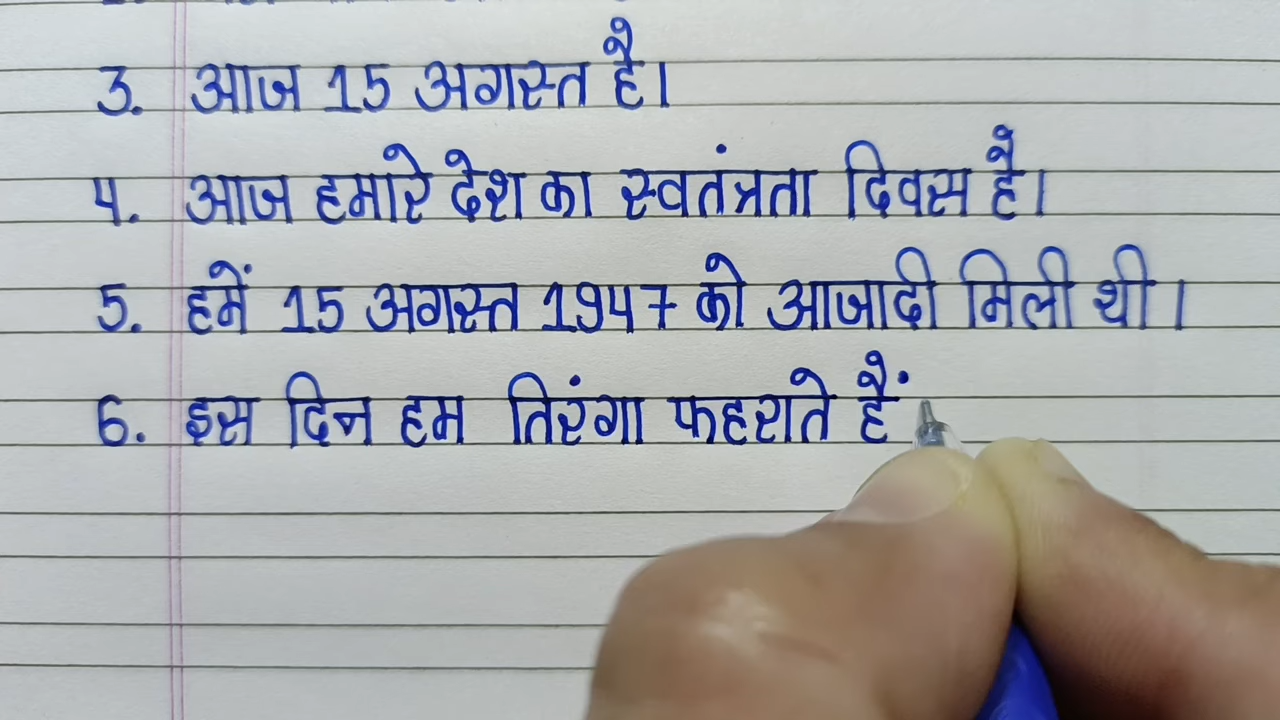 3. आज 15 अगस्त है।
4. आज हमारे देश का स्वतंत्रता दिवस है।
5. हमें 15 अगस्त 1947 को आजादी मिली थी।
6. इस दिन हम तिरंगा फहराते हैं